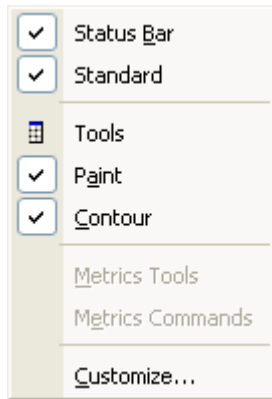 Status Bar
Standard
Tools
Paint
Contour
Metrics Tools
Metrics Commands
Customize...